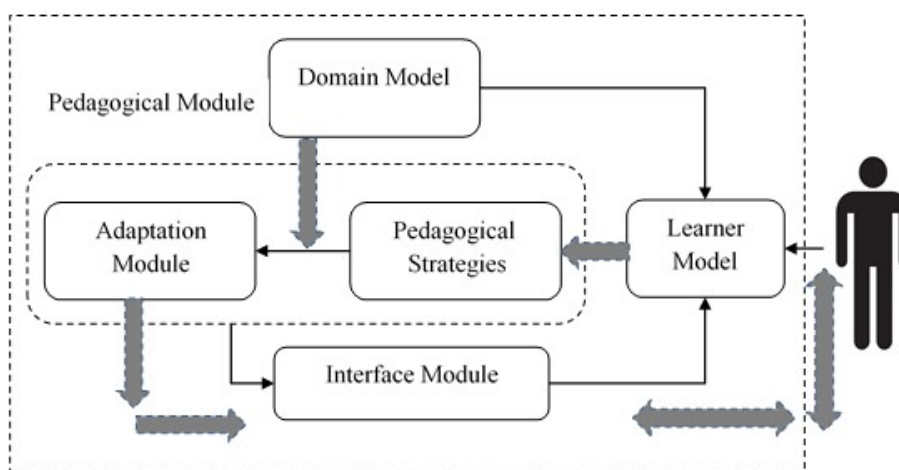 Domain Model
Pedagogical Module
Adaptation
Module
Pedagogical
Strategies
Learner
Model
Interface Module